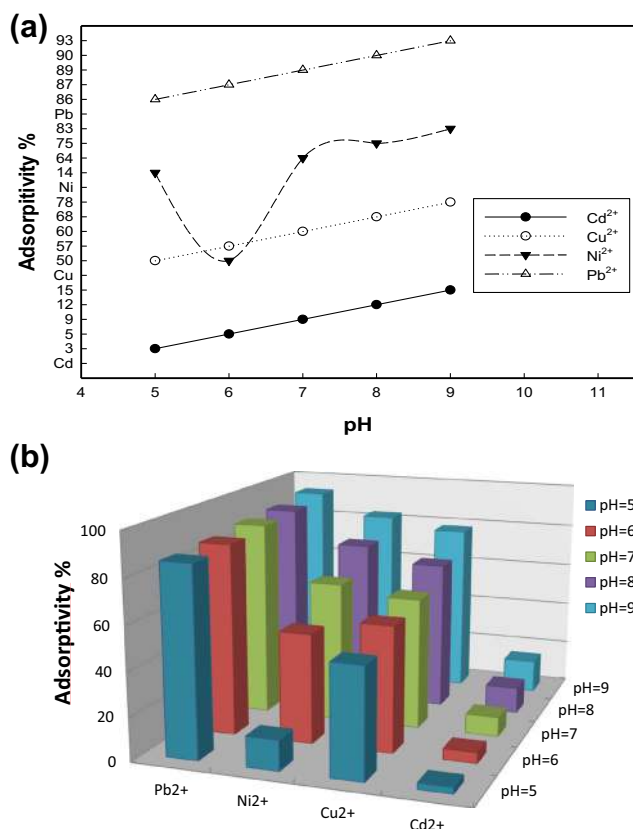 (a)
Adsorpitivity %
93
90
89
87
86
Pb
83
75
64
14
Ni
78
68
60
57
50
Cu
15
12
9
5
3
Cd
4 5 6 7 8 9 10 11
pH
Cd2+
Cu2+
Ni2+
Pb2+
(b)
Adsorptivity %
100
80
60
40
20
0
Pb2+
Ni2+
Cu2+
Cd2+
pH=5
pH=6
pH=7
pH=8
pH=9
pH=5
pH=6
pH=7
pH=8
pH=9